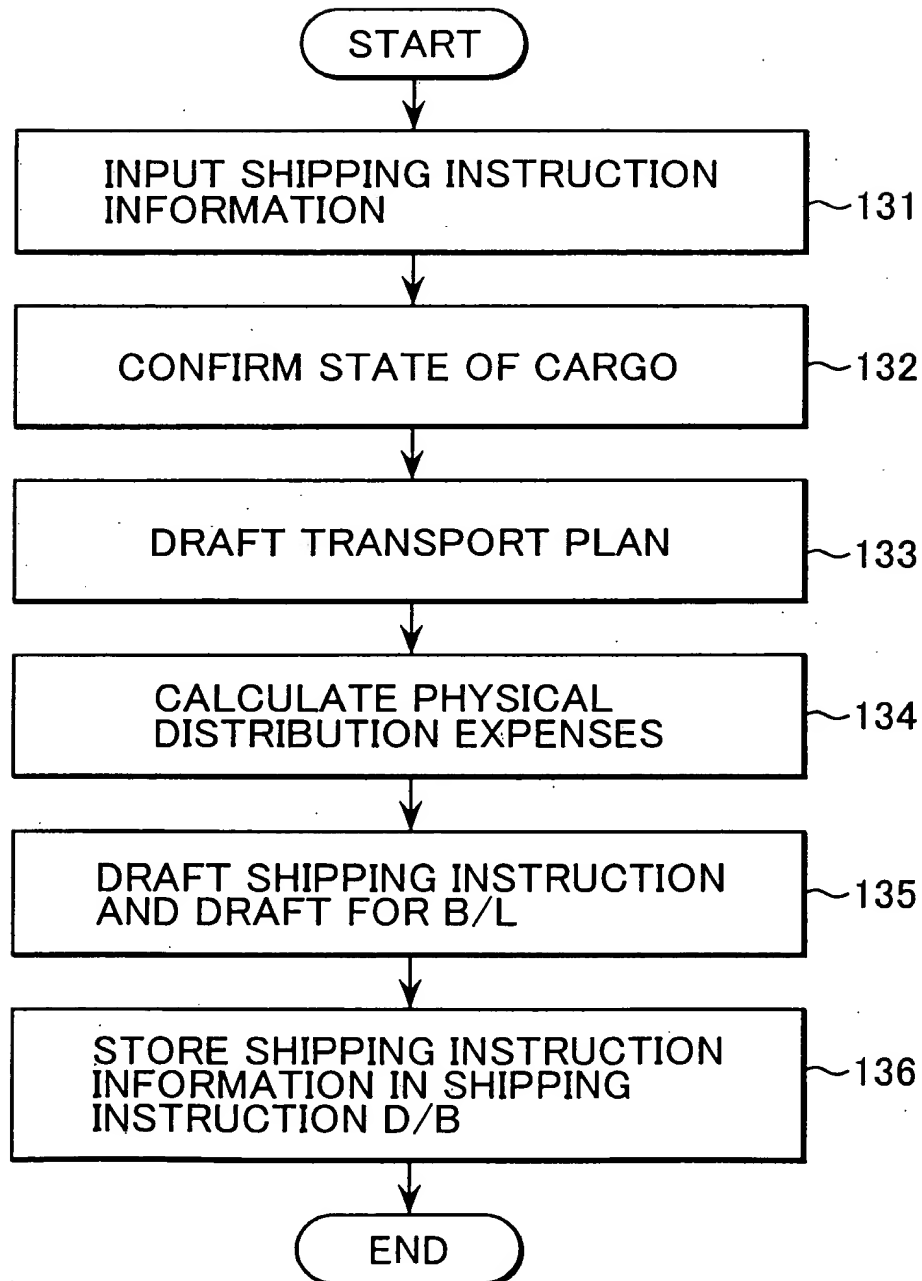 START
INPUT SHIPPING INSTRUCTION
INFORMATION
131
CONFIRM STATE OF CARGO
132
DRAFT TRANSPORT PLAN
133
CALCULATE PHYSICAL
DISTRIBUTION EXPENSES
134
DRAFT SHIPPING INSTRUCTION
AND DRAFT FOR B/L
135
STORE SHIPPING INSTRUCTION
INFORMATION IN SHIPPING
INSTRUCTION D/B
136
END